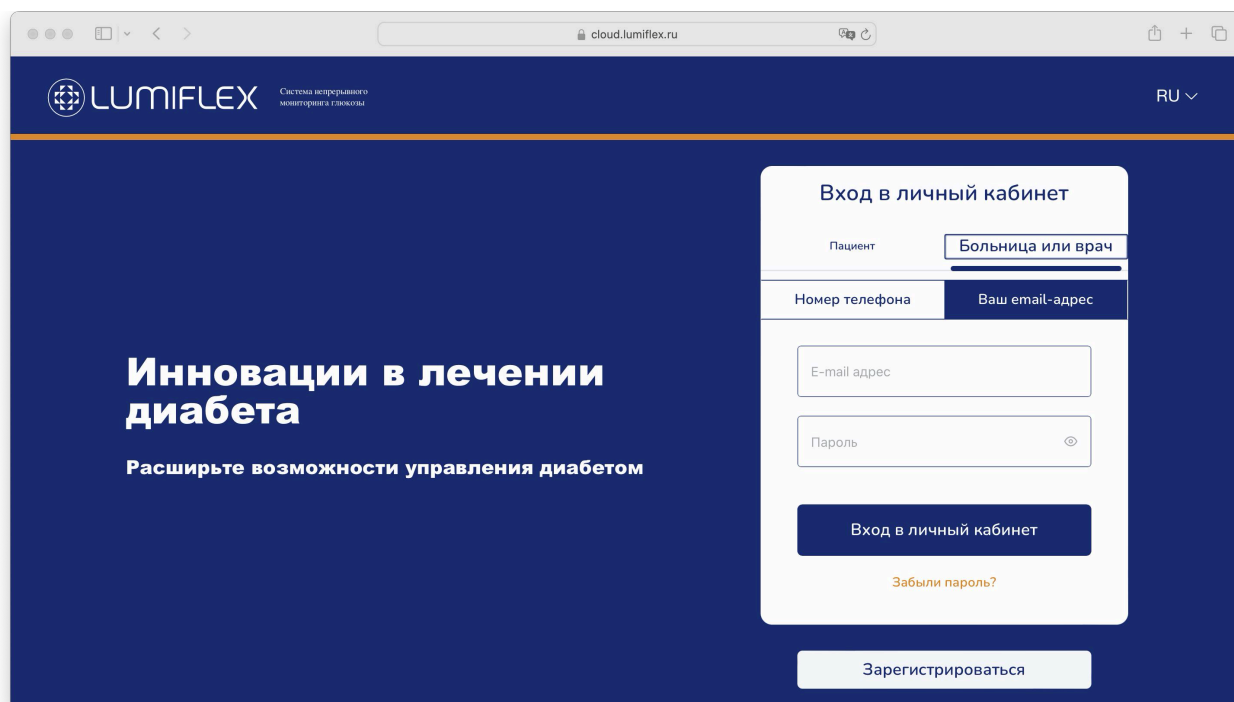 cloud.lumiflex.ru
LUMIFLEX
Система непрерывного
мониторинга глюкозы
RU
Вход в личный кабинет
Пациент
Больница или врач
Номер телефона
Ваш email-адрес
Инновации в лечении
диабета
Расширьте возможности управления диабетом
E-mail адрес
Пароль
Вход в личный кабинет
Забыли пароль?
Зарегистрироваться